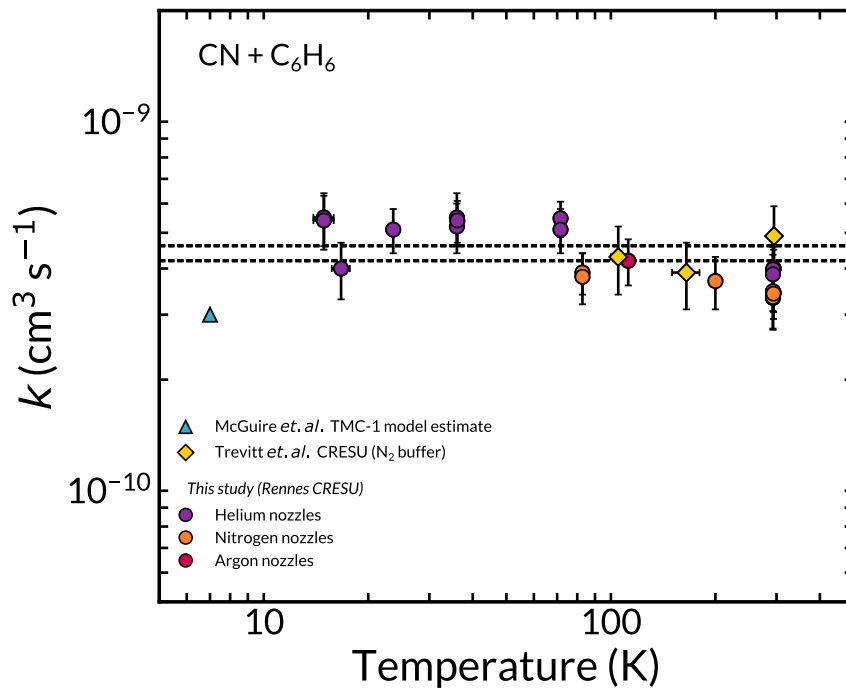 CN + C₆H₆
10⁻⁹
10⁻¹⁰
k (cm³ s⁻¹)
McGuire et.al. TMC-1 model estimate
Trevitt et.al. CRESU (N₂ buffer)
This study (Rennes CRESU)
Helium nozzles
Nitrogen nozzles
Argon nozzles
10
100
Temperature (K)